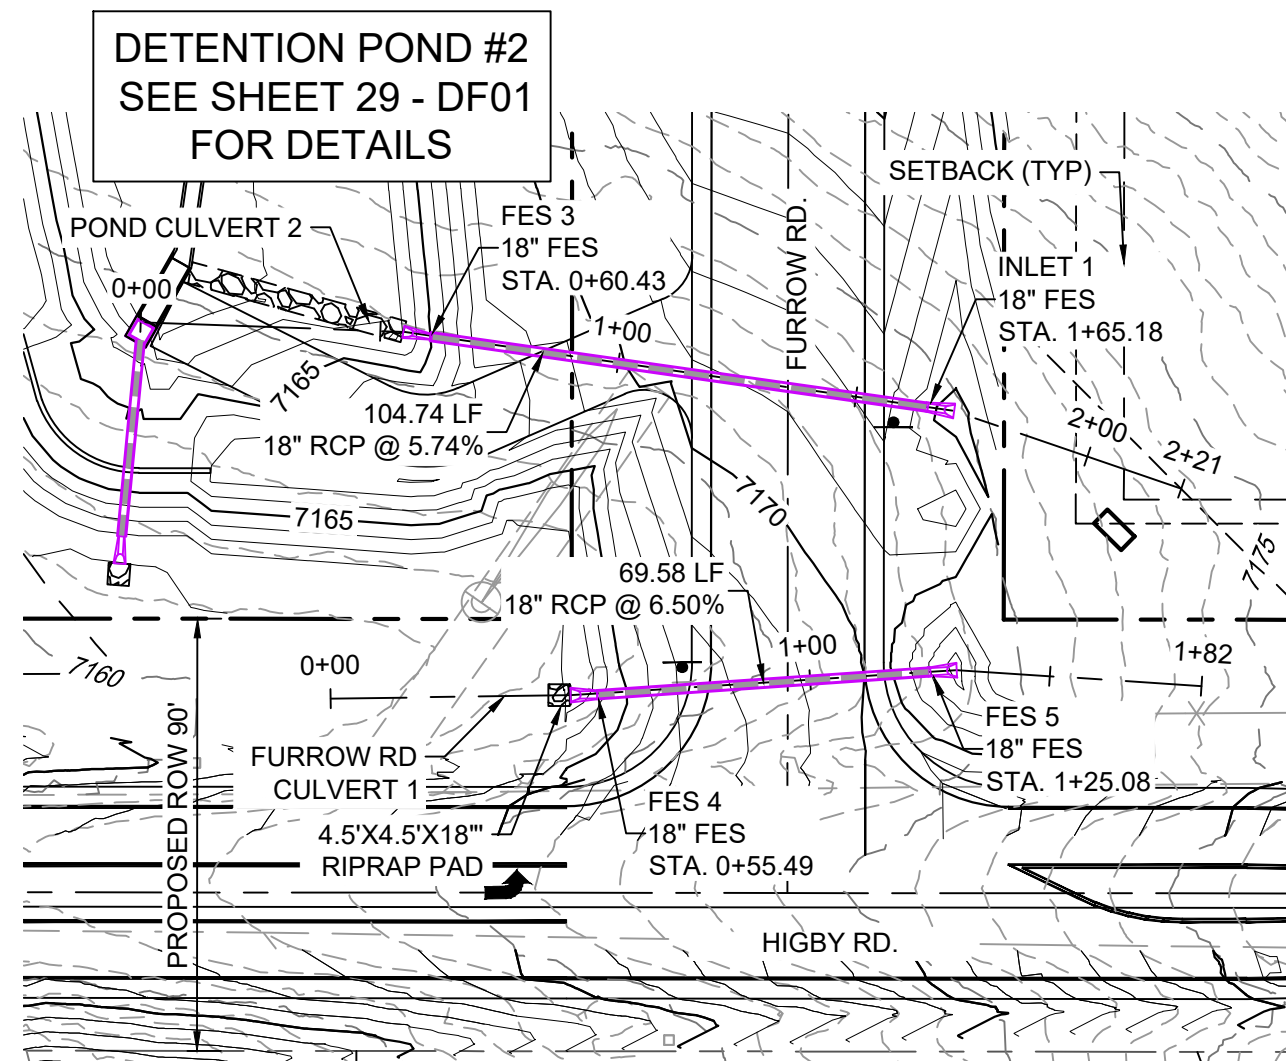 DETENTION POND #2
SEE SHEET 29 - DF01
FOR DETAILS
SETBACK (TYP)
POND CULVERT 2
FES 3
18" FES
STA. 0+60.43
FURROW RD.
INLET 1
18" FES
STA. 1+65.18
0+00
1+00
7165
104.74 LF
18" RCP @ 5.74%
2+00
2+21
7165
7170
7175
69.58 LF
18" RCP @ 6.50%
7160
0+00
1+00
1+82
PROPOSED ROW 90'
FURROW RD
CULVERT 1
FES 5
18" FES
STA. 1+25.08
4.5'X4.5'X18'"
RIPRAP PAD
FES 4
18" FES
STA. 0+55.49
HIGBY RD.